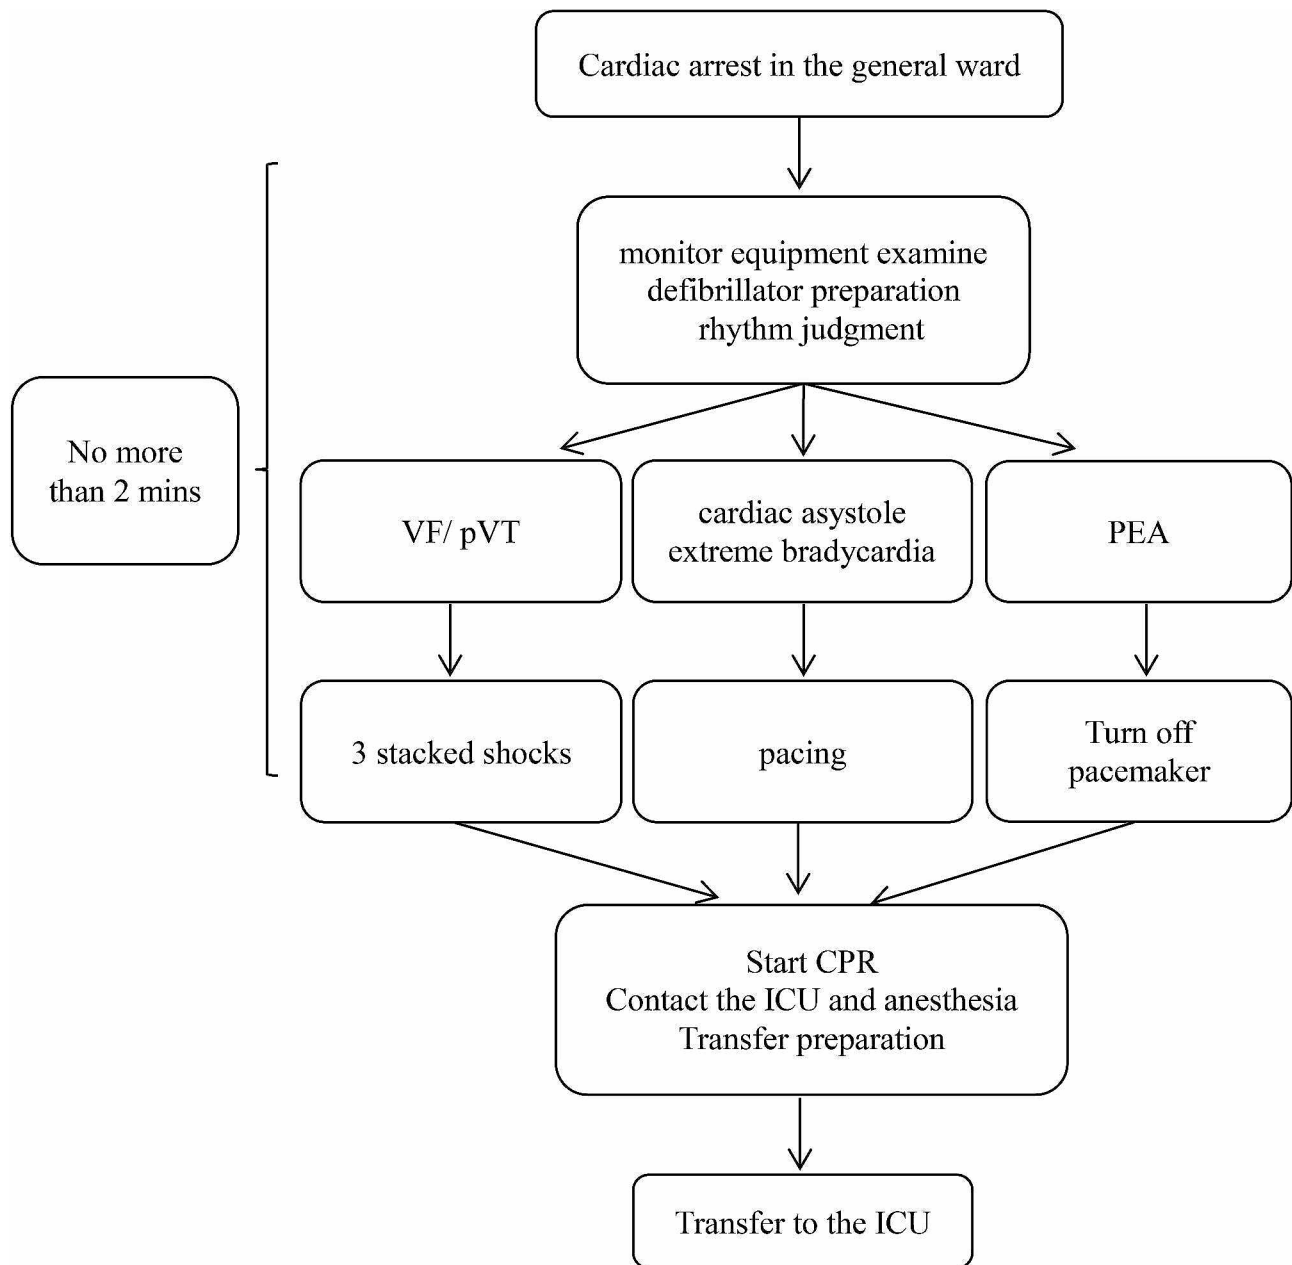 Cardiac arrest in the general ward
monitor equipment examine
defibrillator preparation
rhythm judgment
No more
than 2 mins
VF/ pVT
cardiac asystole
extreme bradycardia
PEA
3 stacked shocks
pacing
Turn off
pacemaker
Start CPR
Contact the ICU and anesthesia
Transfer preparation
Transfer to the ICU